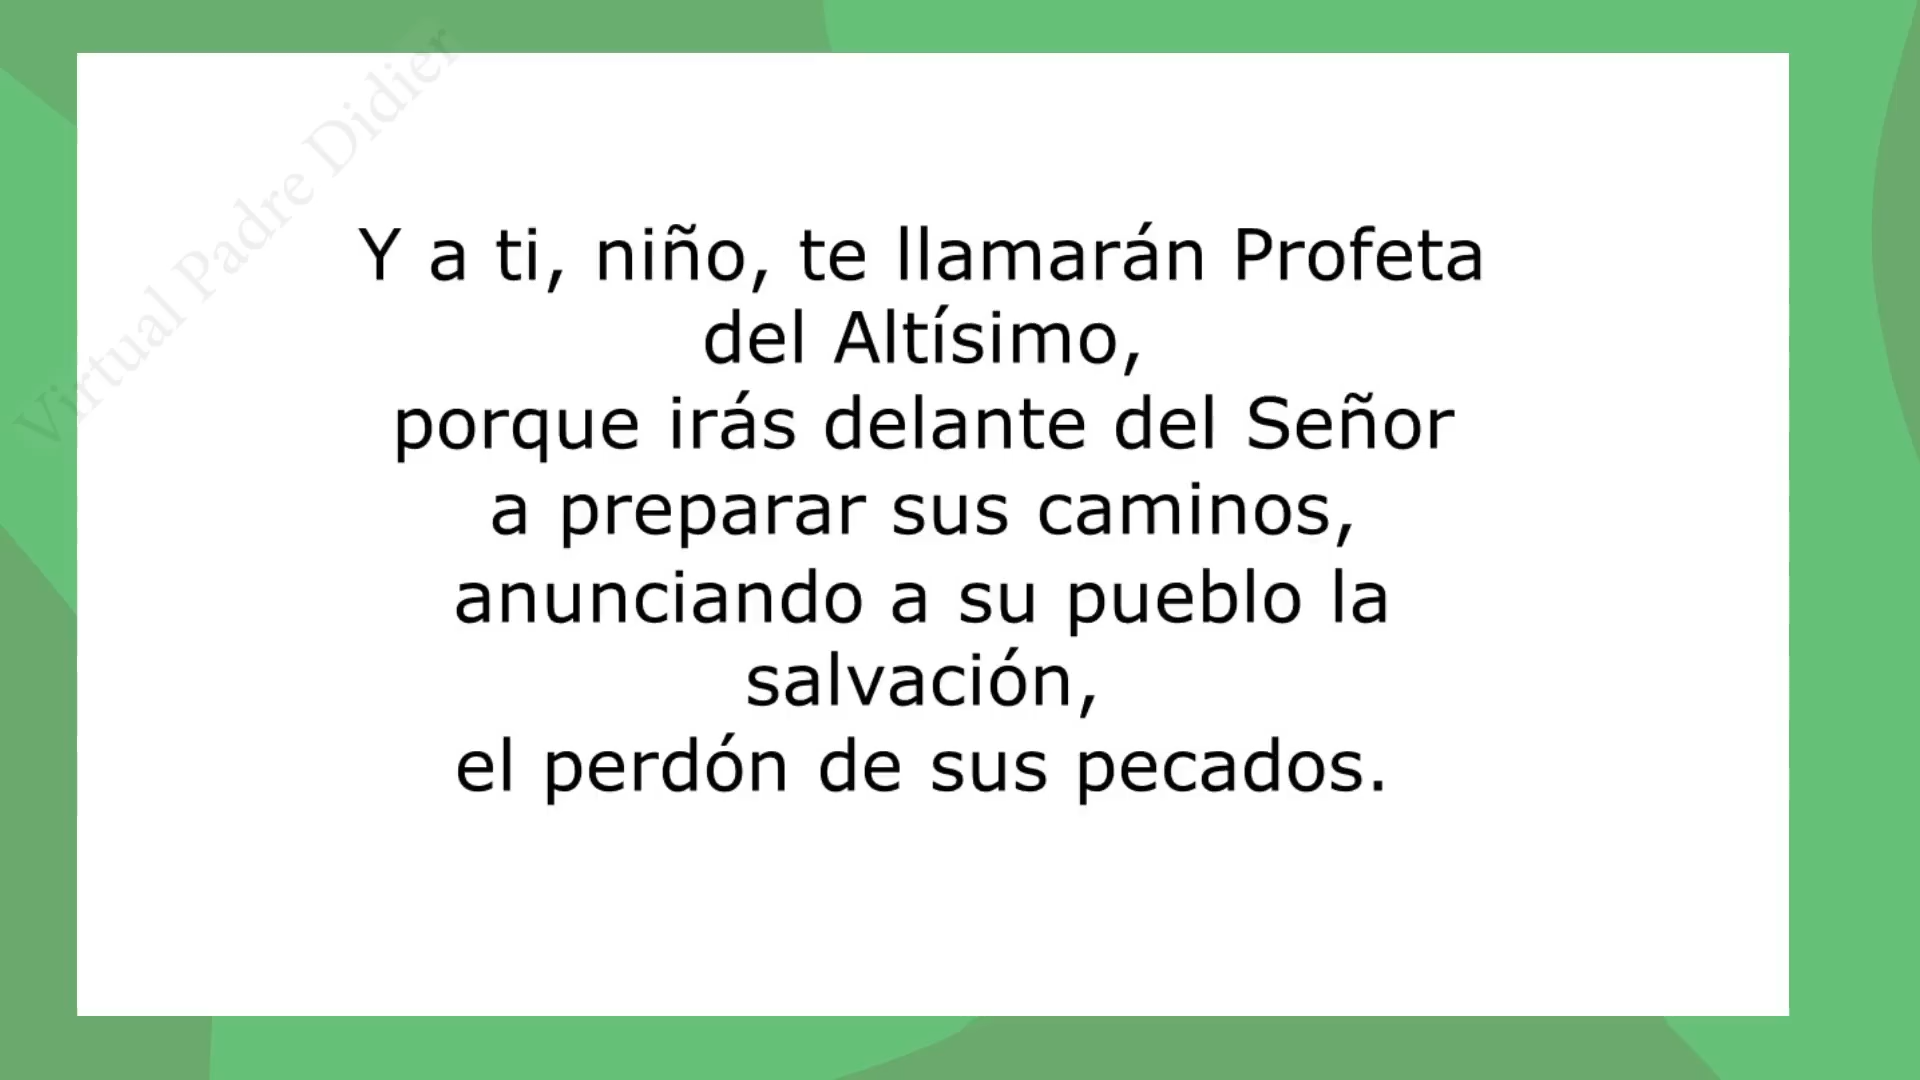 Virtual Padre Didier
Y a ti, niño, te llamarán Profeta
del Altísimo,
porque irás delante del Señor
a preparar sus caminos,
anunciando a su pueblo la
salvación,
el perdón de sus pecados.